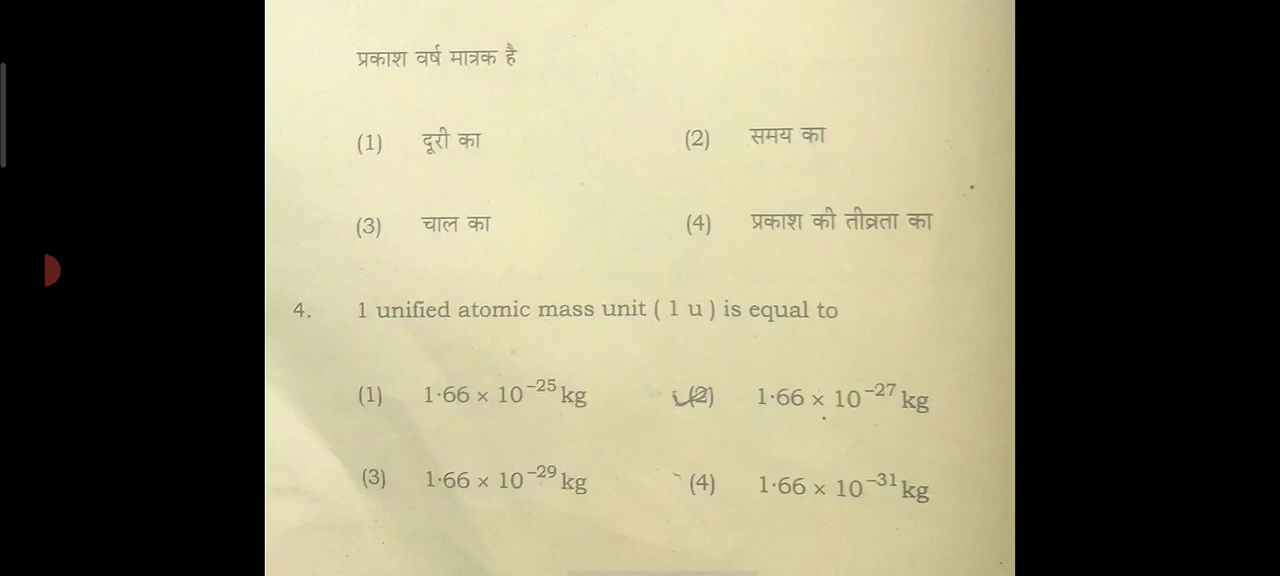 प्रकाश वर्ष मात्रक है
(1) दूरी का (2) समय का
(3) चाल का (4) प्रकाश की तीव्रता का
4. 1 unified atomic mass unit ( 1 u ) is equal to
(1) 1·66 × 10⁻²⁵ kg (2) 1·66 × 10⁻²⁷ kg
(3) 1·66 × 10⁻²⁹ kg (4) 1·66 × 10⁻³¹ kg